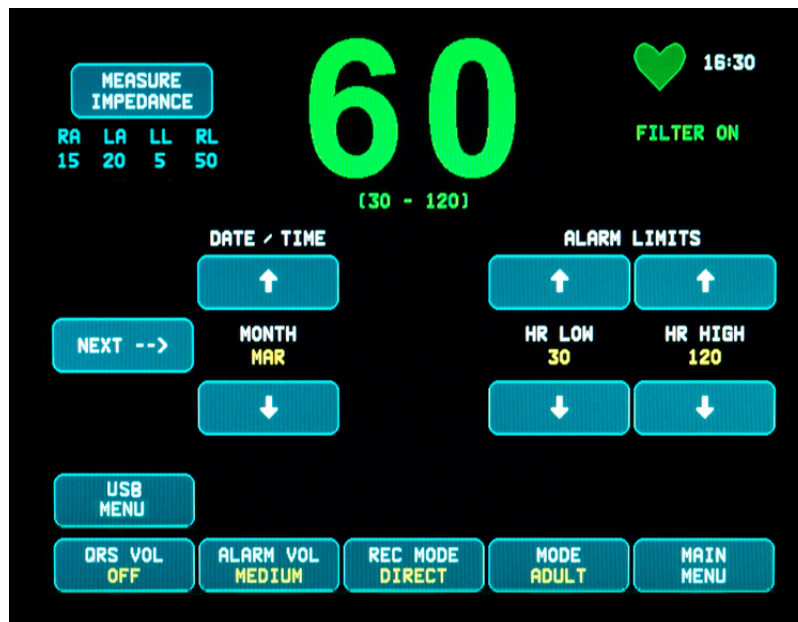 60
16:30
MEASURE
IMPEDANCE
RA LA LL RL
15 20 5 50
FILTER ON
(30 - 120)
DATE / TIME
ALARM LIMITS
NEXT -->
MONTH
MAR
HR LOW
30
HR HIGH
120
USB
MENU
QRS VOL
OFF
ALARM VOL
MEDIUM
REC MODE
DIRECT
MODE
ADULT
MAIN
MENU